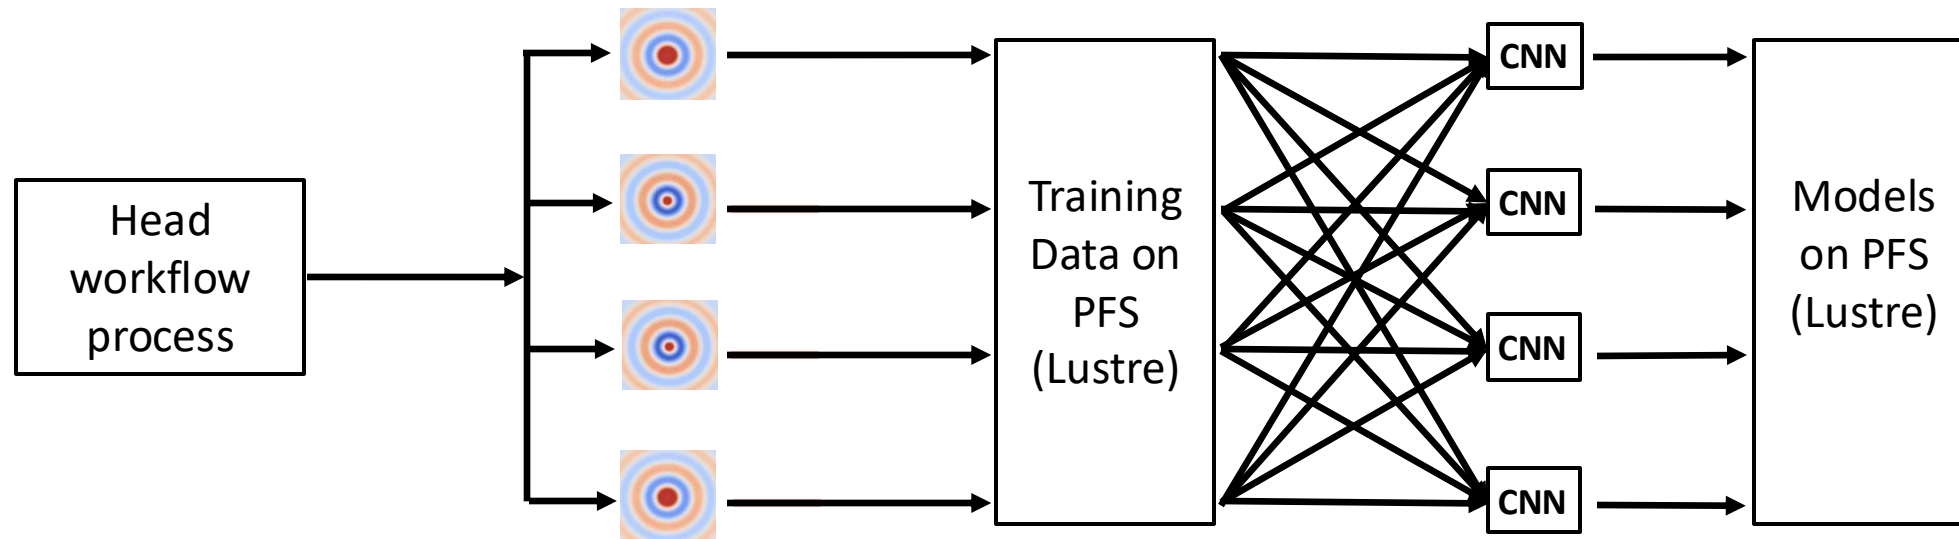 Head
workflow
process
Training
Data on
PFS
(Lustre)
CNN
CNN
CNN
CNN
Models
on PFS
(Lustre)